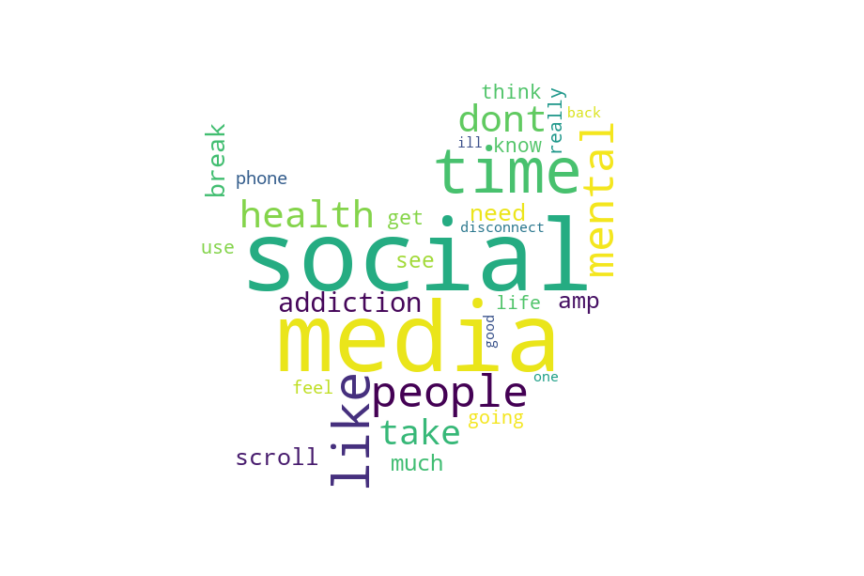 think
back
dont
really
ill
know
break
time
mental
phone
health
get
need
disconnect
use
social
see
addiction
life
amp
media
good
one
feel
like
people
going
take
scroll
much